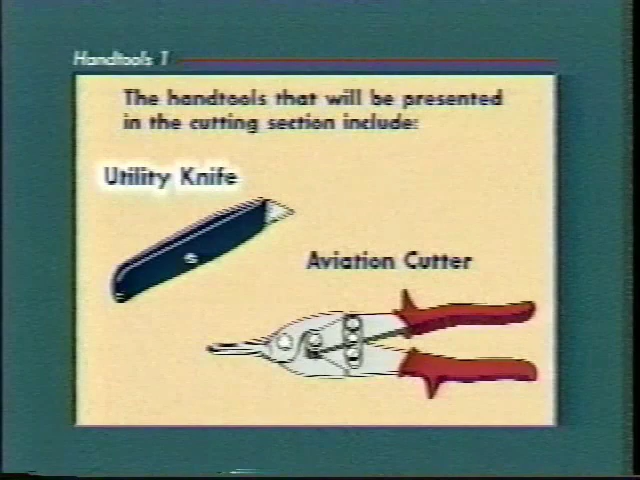 Handtools 1
The handtools that will be presented
in the cutting section include:
Utility Knife
Aviation Cutter